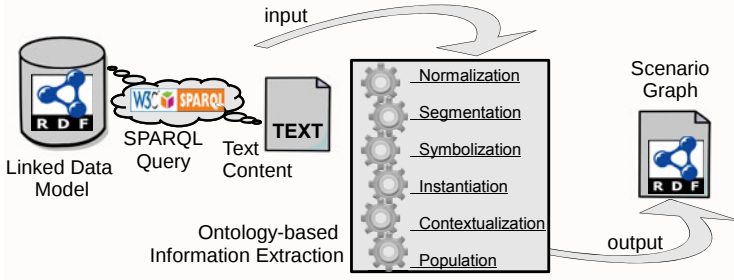 input
Linked Data
Model
RDF
W3C SPARQL
SPARQL
Query
TEXT
Text
Content
Normalization
Segmentation
Symbolization
Instantiation
Contextualization
Population
Ontology-based
Information Extraction
Scenario
Graph
RDF
output